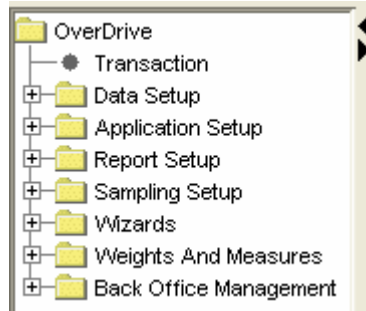 OverDrive
Transaction
Data Setup
Application Setup
Report Setup
Sampling Setup
Wizards
Weights And Measures
Back Office Management